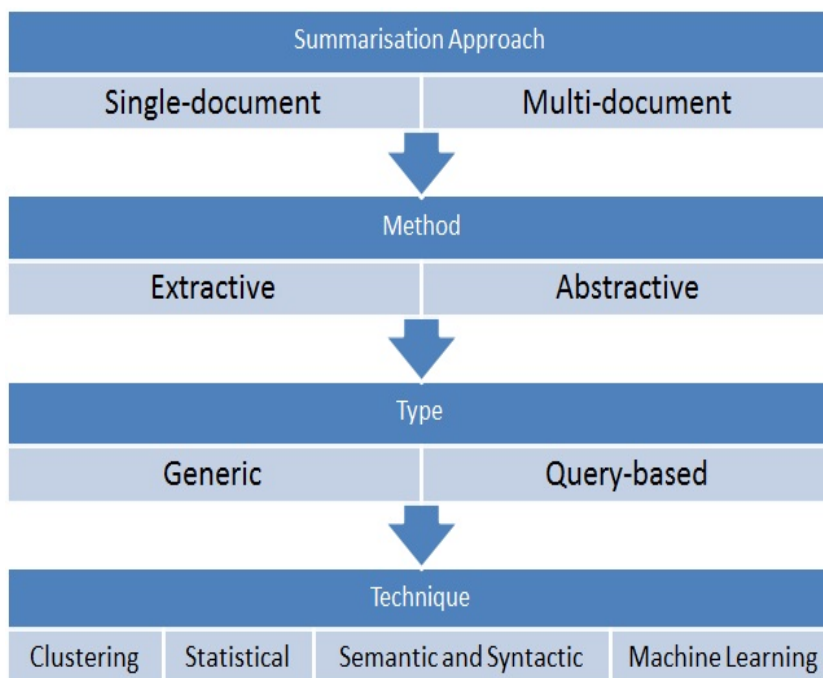 Summarisation Approach
Single-document Multi-document
Method
Extractive Abstractive
Type
Generic Query-based
Technique
Clustering Statistical Semantic and Syntactic Machine Learning